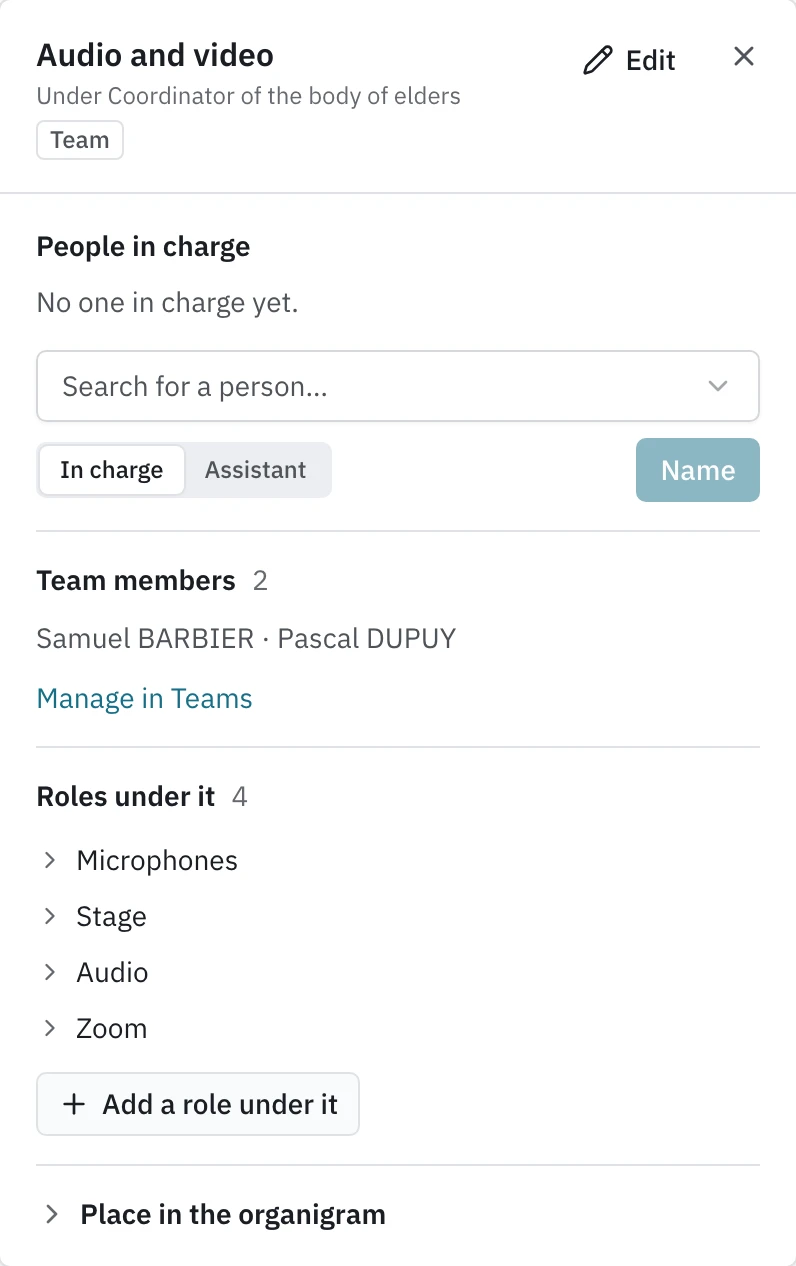 Audio and video
Edit
Under Coordinator of the body of elders
Team
People in charge
No one in charge yet.
Search for a person...
In charge
Assistant
Name
Team members 2
Samuel BARBIER · Pascal DUPUY
Manage in Teams
Roles under it 4
Microphones
Stage
Audio
Zoom
Add a role under it
Place in the organigram